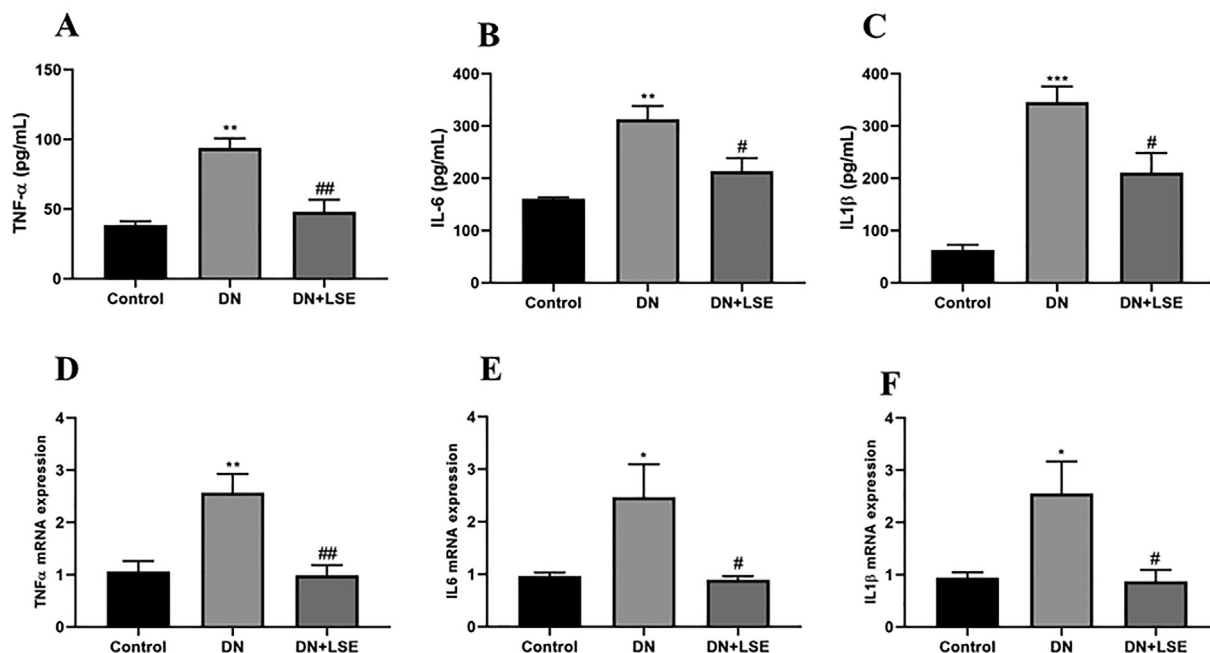 A
TNF-α (pg/mL)
150
100
50
0
**
##
Control DN DN+LSE
B
IL-6 (pg/mL)
400
300
200
100
0
**
#
Control DN DN+LSE
C
IL1β (pg/mL)
400
300
200
100
0
***
#
Control DN DN+LSE
D
TNFα mRNA expression
4
3
2
1
0
**
##
Control DN DN+LSE
E
IL6 mRNA expression
4
3
2
1
0
*
#
Control DN DN+LSE
F
IL1β mRNA expression
4
3
2
1
0
*
#
Control DN DN+LSE